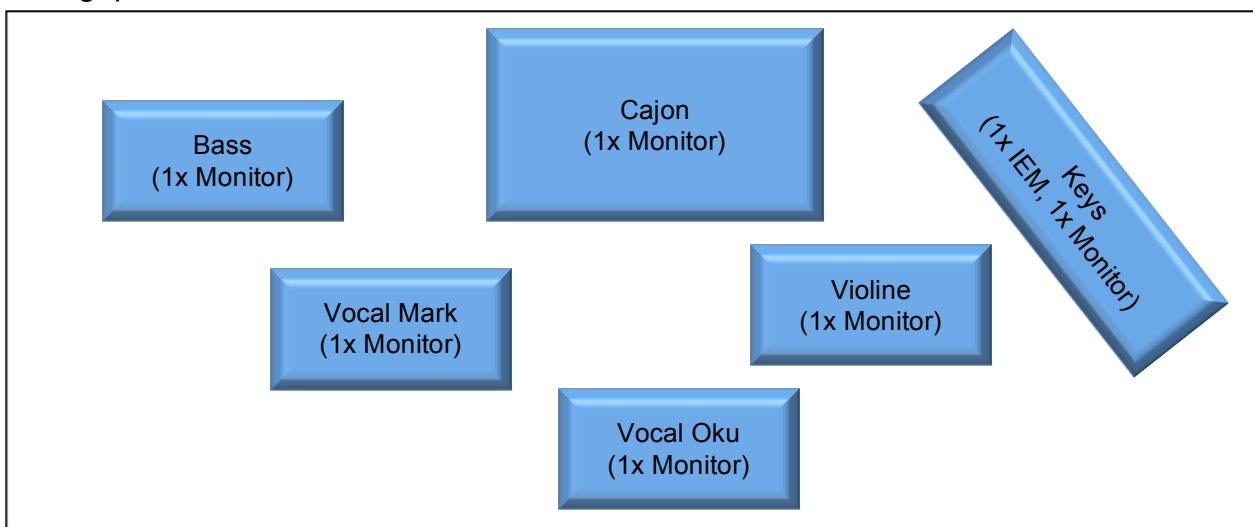 Bass
(1x Monitor)
Cajon
(1x Monitor)
Keys
(1x IEM, 1x Monitor)
Vocal Mark
(1x Monitor)
Violine
(1x Monitor)
Vocal Oku
(1x Monitor)